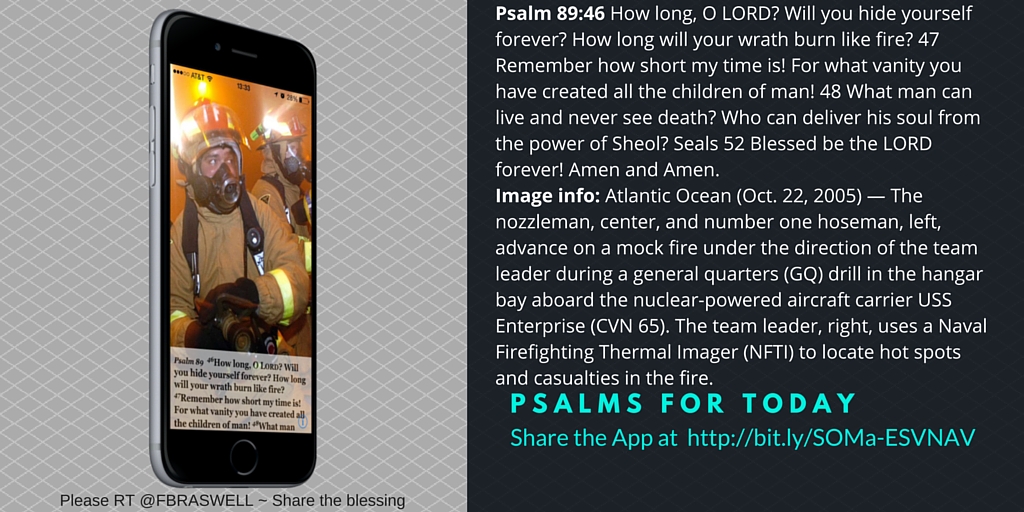 AT&T
13:33
28%
Psalm 89 46How long, O LORD? Will
you hide yourself forever? How long
will your wrath burn like fire?
47Remember how short my time is!
For what vanity you have created all
the children of man! 48What man
Please RT @FBRASWELL ~ Share the blessing
Psalm 89:46 How long, O LORD? Will you hide yourself
forever? How long will your wrath burn like fire? 47
Remember how short my time is! For what vanity you
have created all the children of man! 48 What man can
live and never see death? Who can deliver his soul from
the power of Sheol? Seals 52 Blessed be the LORD
forever! Amen and Amen.
Image info: Atlantic Ocean (Oct. 22, 2005) — The
nozzleman, center, and number one hoseman, left,
advance on a mock fire under the direction of the team
leader during a general quarters (GQ) drill in the hangar
bay aboard the nuclear-powered aircraft carrier USS
Enterprise (CVN 65). The team leader, right, uses a Naval
Firefighting Thermal Imager (NFTI) to locate hot spots
and casualties in the fire.
PSALMS FOR TODAY
Share the App at http://bit.ly/SOMa-ESVNAV